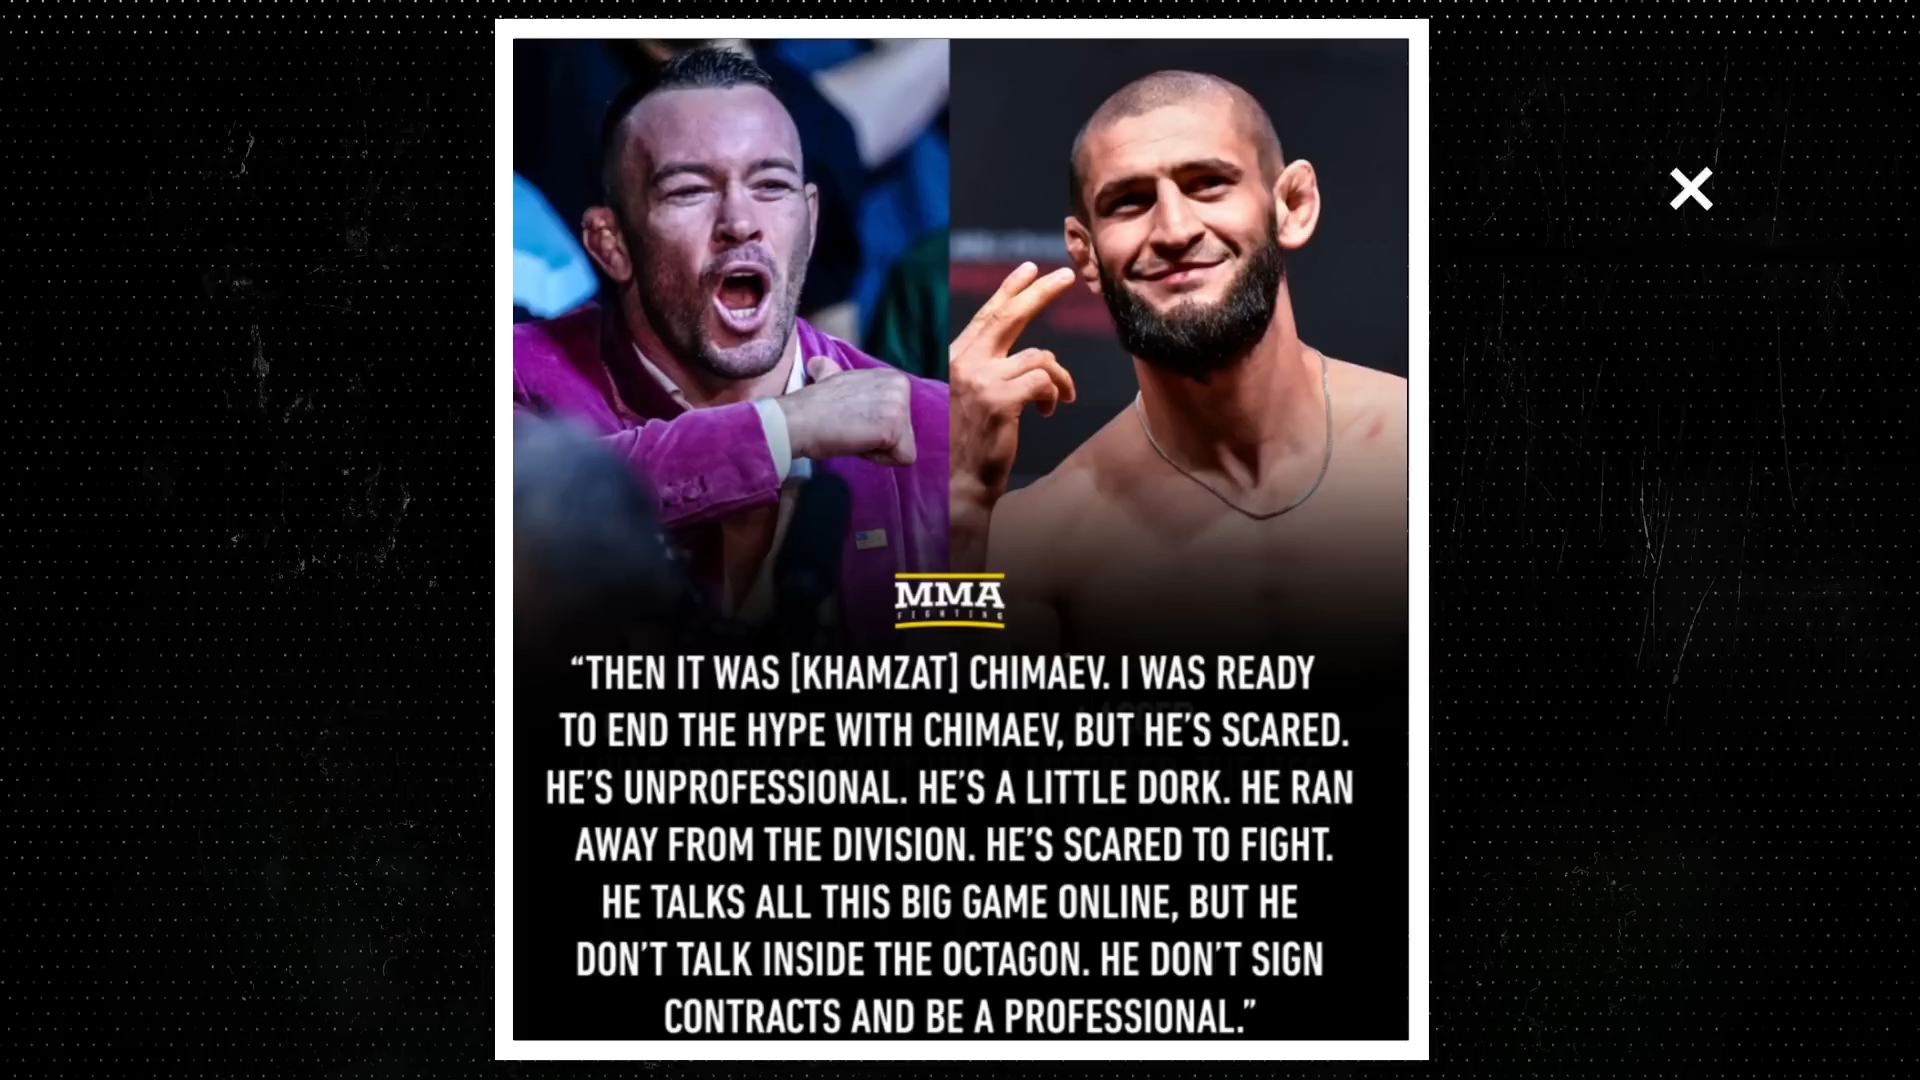 MMA
FIGHTING
“THEN IT WAS [KHAMZAT] CHIMAEV. I WAS READY
TO END THE HYPE WITH CHIMAEV, BUT HE’S SCARED.
HE’S UNPROFESSIONAL. HE’S A LITTLE DORK. HE RAN
AWAY FROM THE DIVISION. HE’S SCARED TO FIGHT.
HE TALKS ALL THIS BIG GAME ONLINE, BUT HE
DON’T TALK INSIDE THE OCTAGON. HE DON’T SIGN
CONTRACTS AND BE A PROFESSIONAL.”